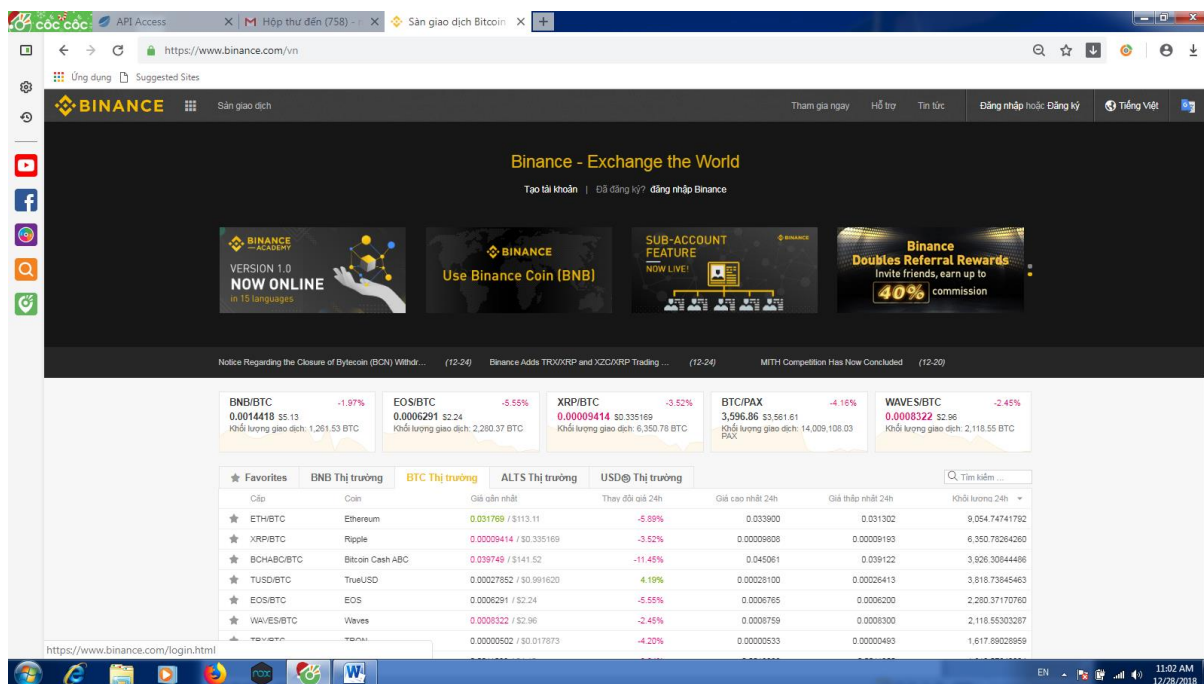 cốc cốc API Access Hộp thư đến (758) - Sàn giao dịch Bitcoin
https://www.binance.com/vn
Ứng dụng Suggested Sites
BINANCE Sàn giao dịch Tham gia ngay Hỗ trợ Tin tức Đăng nhập hoặc Đăng ký Tiếng Việt
Binance - Exchange the World
Tạo tài khoản | Đã đăng ký? đăng nhập Binance
BINANCE
ACADEMY
VERSION 1.0
NOW ONLINE
in 15 languages
BINANCE
Use Binance Coin (BNB)
SUB-ACCOUNT
FEATURE
NOW LIVE!
BINANCE
Binance
Doubles Referral Rewards
Invite friends, earn up to
40% commission
Notice Regarding the Closure of Bytecoin (BCN) Withdr... (12-24) Binance Adds TRX/XRP and XZC/XRP Trading ... (12-24) MITH Competition Has Now Concluded (12-20)
BNB/BTC -1.97%
0.0014418 $5.13
Khối lượng giao dịch: 1,261.53 BTC
EOS/BTC -5.55%
0.0006291 $2.24
Khối lượng giao dịch: 2,280.37 BTC
XRP/BTC -3.52%
0.00009414 $0.335169
Khối lượng giao dịch: 6,350.78 BTC
BTC/PAX -4.16%
3,596.86 $3,561.61
Khối lượng giao dịch: 14,009,108.03
PAX
WAVES/BTC -2.45%
0.0008322 $2.96
Khối lượng giao dịch: 2,118.55 BTC
Favorites BNB Thị trường BTC Thị trường ALTS Thị trường USDⓈ Thị trường Tìm kiếm ...
Cặp Coin Giá gần nhất Thay đổi giá 24h Giá cao nhất 24h Giá thấp nhất 24h Khối lượng 24h
ETH/BTC Ethereum 0.031769 / $113.11 -5.89% 0.033900 0.031302 9,054.74741792
XRP/BTC Ripple 0.00009414 / $0.335169 -3.52% 0.00009808 0.00009193 6,350.78264260
BCHABC/BTC Bitcoin Cash ABC 0.039749 / $141.52 -11.45% 0.045061 0.039122 3,926.30844486
TUSD/BTC TrueUSD 0.00027852 / $0.991620 4.19% 0.00028100 0.00026413 3,818.73845463
EOS/BTC EOS 0.0006291 / $2.24 -5.55% 0.0006765 0.0006200 2,280.37170760
WAVES/BTC Waves 0.0008322 / $2.96 -2.45% 0.0008759 0.0008300 2,118.55303287
TRX/BTC TRON 0.00000502 / $0.017873 -4.20% 0.00000533 0.00000493 1,617.89028959
https://www.binance.com/login.html
nox W EN 11:02 AM
12/28/2018